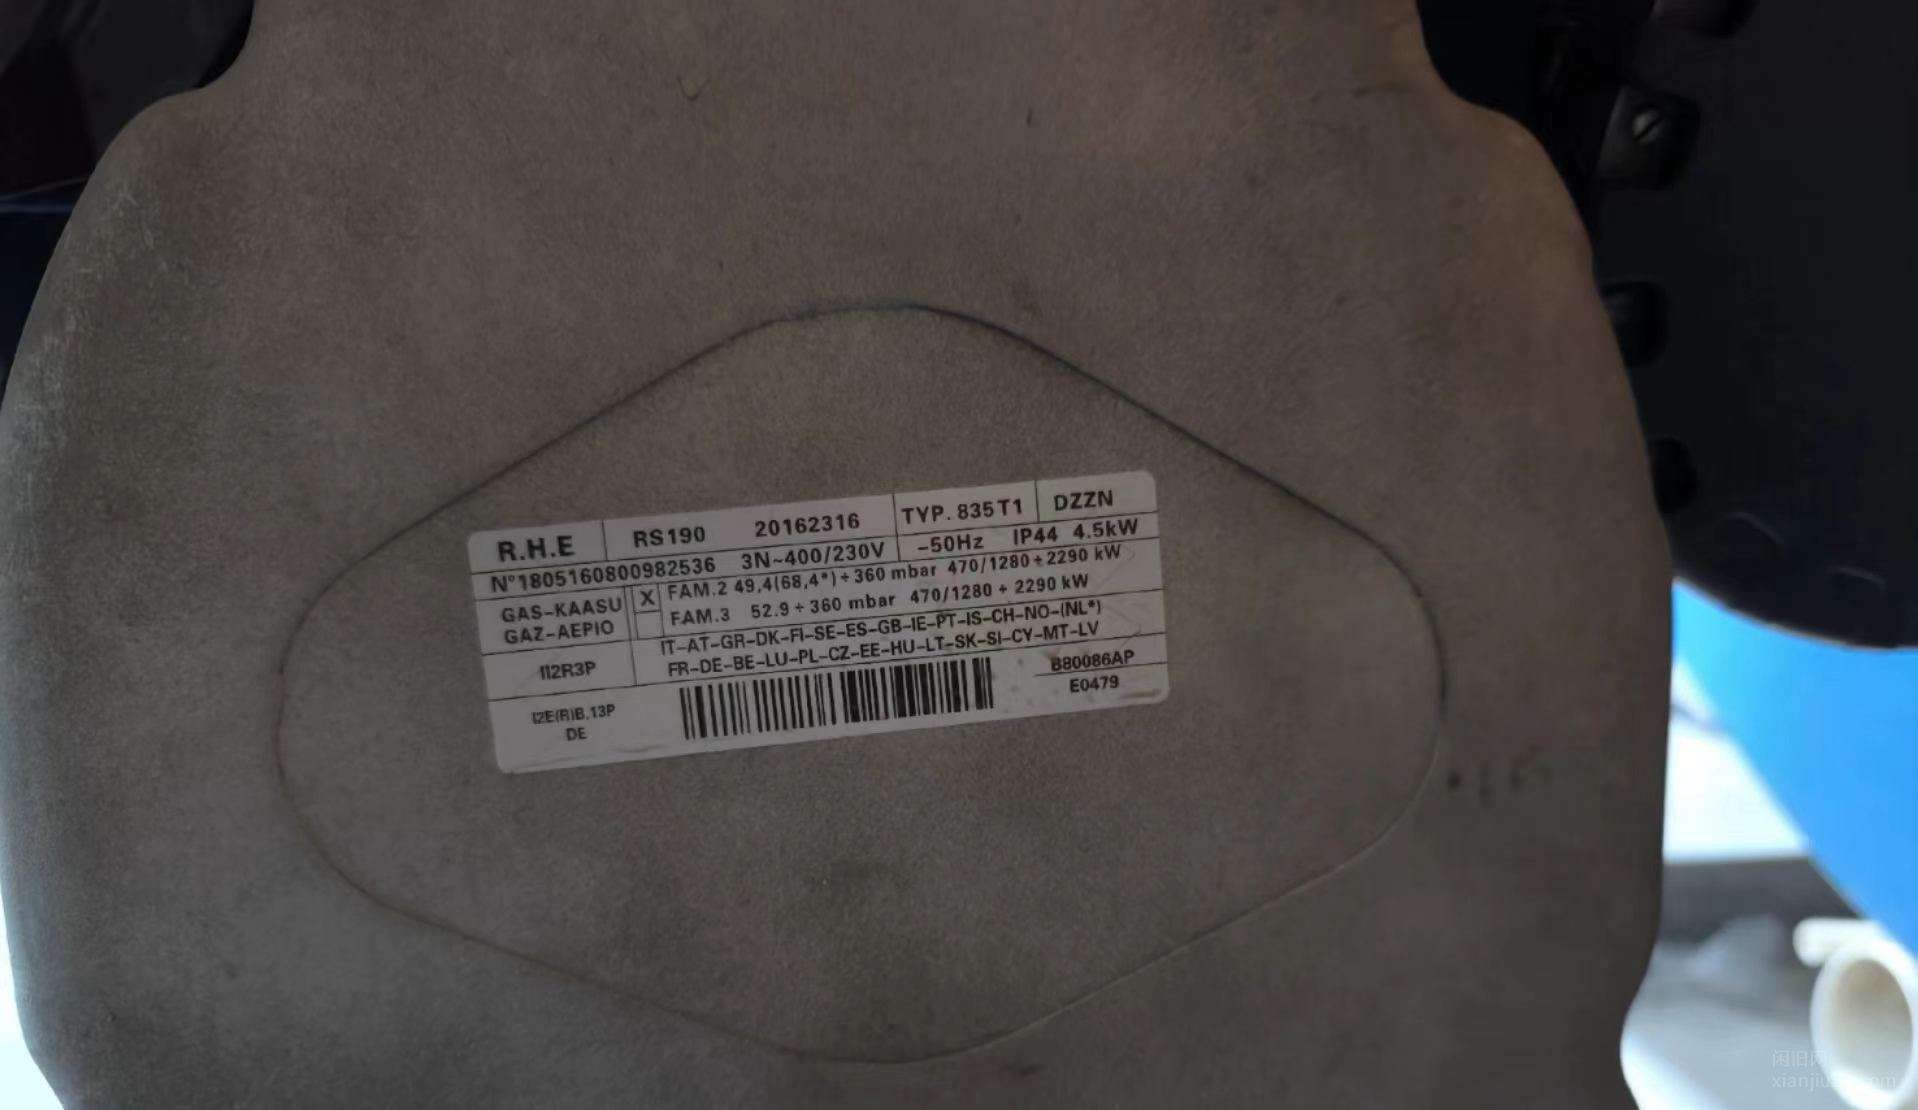 R.H.E RS190 20162316 TYP. 835T1 DZZN
N°1805160800982536 3N~400/230V -50Hz IP44 4.5kW
GAS-KAASU X FAM.2 49,4(68,4*)÷360 mbar 470/1280÷2290 kW
GAZ-AEPIO FAM.3 52.9÷360 mbar 470/1280 ÷ 2290 kW
II2R3P IT-AT-GR-DK-FI-SE-ES-GB-IE-PT-IS-CH-NO-(NL*)
FR-DE-BE-LU-PL-CZ-EE-HU-LT-SK-SI-CY-MT-LV
I2E(R)B,I3P B80086AP
DE E0479